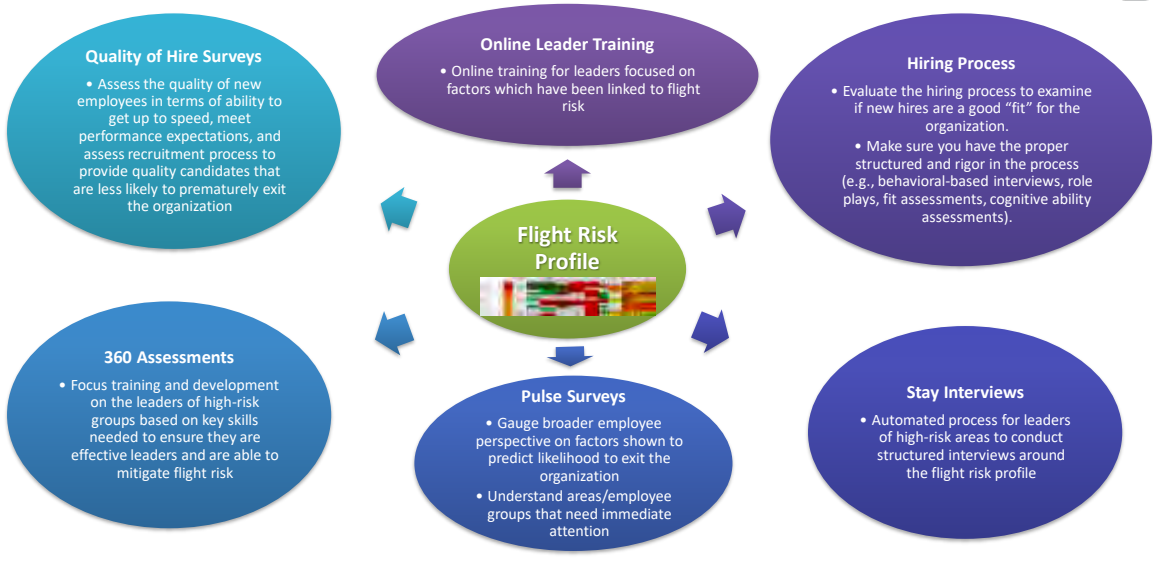 Quality of Hire Surveys
• Assess the quality of new
employees in terms of ability to
get up to speed, meet
performance expectations, and
assess recruitment process to
provide quality candidates that
are less likely to prematurely exit
the organization
Online Leader Training
• Online training for leaders focused on
factors which have been linked to flight
risk
Hiring Process
• Evaluate the hiring process to examine
if new hires are a good “fit” for the
organization.
• Make sure you have the proper
structured and rigor in the process
(e.g., behavioral-based interviews, role
plays, fit assessments, cognitive ability
assessments).
Flight Risk
Profile
360 Assessments
• Focus training and development
on the leaders of high-risk
groups based on key skills
needed to ensure they are
effective leaders and are able to
mitigate flight risk
Pulse Surveys
• Gauge broader employee
perspective on factors shown to
predict likelihood to exit the
organization
• Understand areas/employee
groups that need immediate
attention
Stay Interviews
• Automated process for leaders
of high-risk areas to conduct
structured interviews around
the flight risk profile